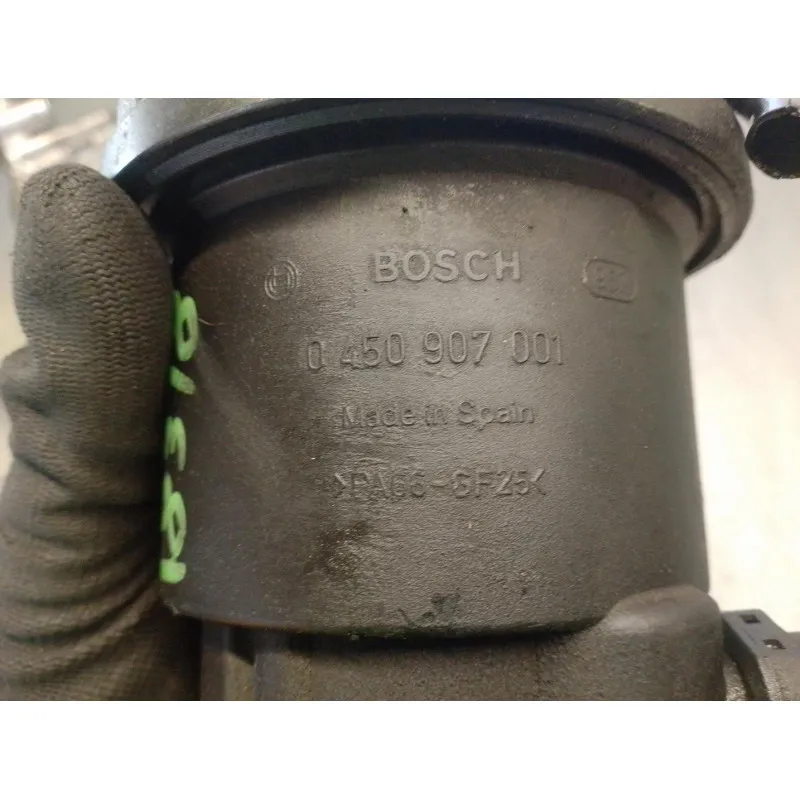 BOSCH
0 450 907 001
Made in Spain
>PA66-GF25<